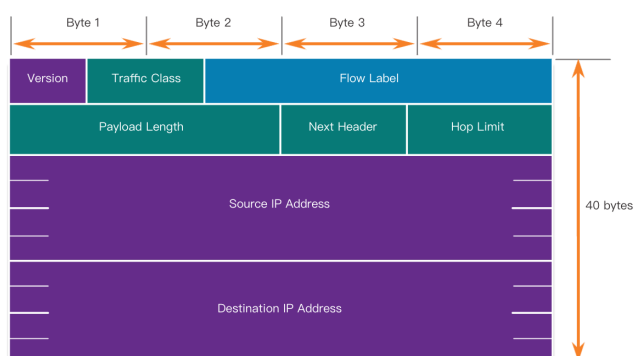 Byte 1 Byte 2 Byte 3 Byte 4
Version Traffic Class Flow Label
Payload Length Next Header Hop Limit
Source IP Address
40 bytes
Destination IP Address